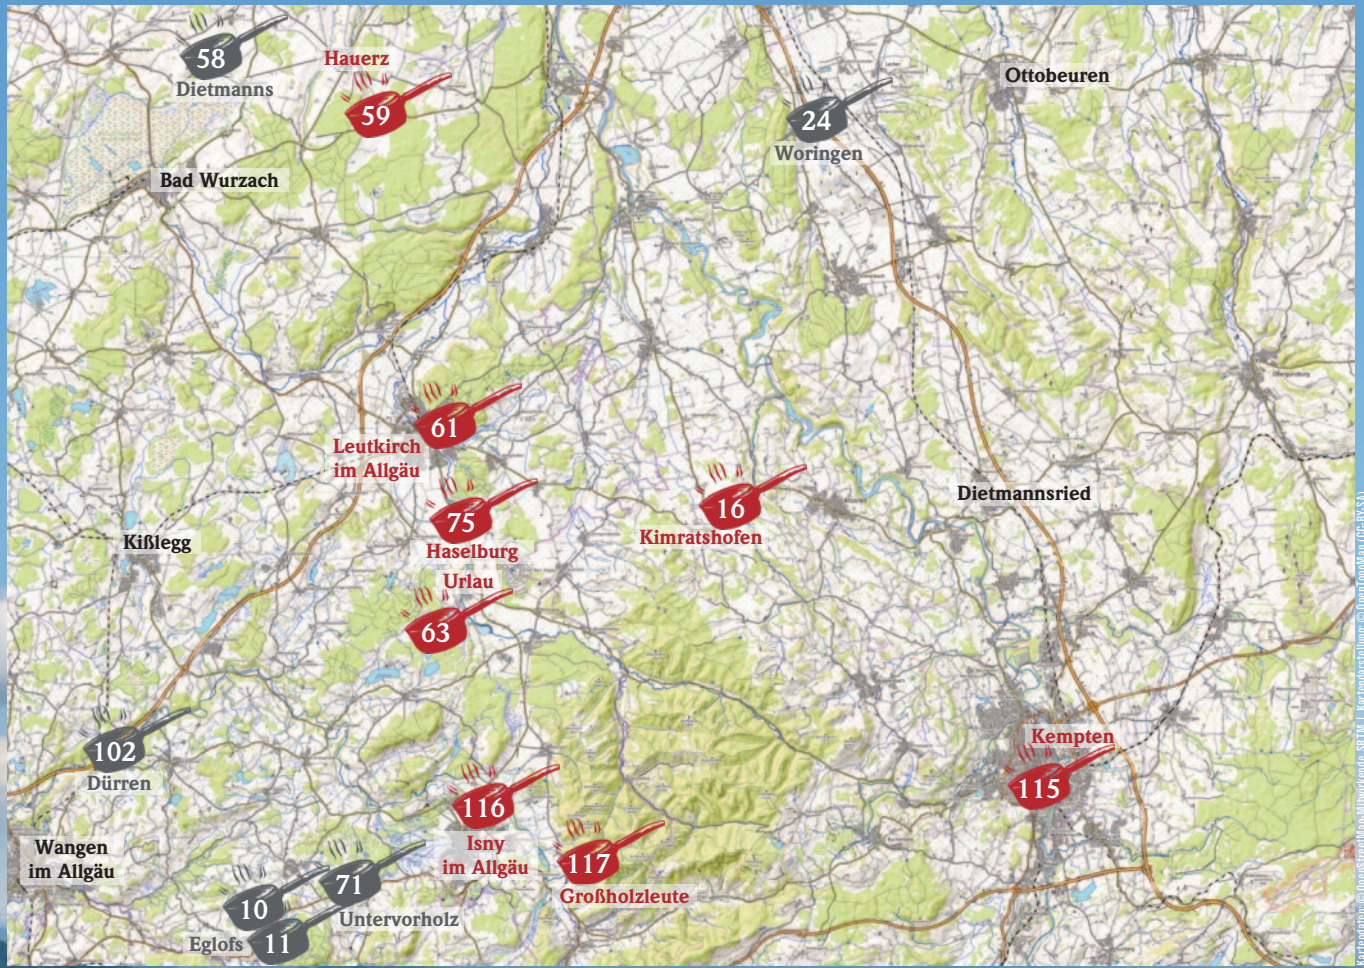 58
Dietmanns
Hauerz
59
24
Woringen
Ottobeuren
Bad Wurzach
61
Leutkirch
im Allgäu
75
Haselburg
16
Kimratshofen
Dietmannsried
Kißlegg
Urlau
63
102
Dürren
Kempten
115
116
Isny
im Allgäu
117
Großholzleute
Wangen
im Allgäu
71
Untervorholz
10
Eglofs
11